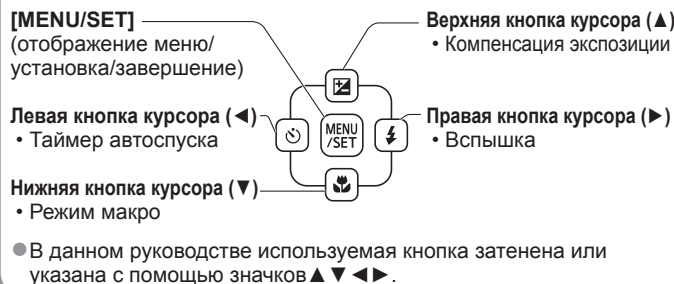 [MENU/SET]
(отображение меню/
установка/завершение)
Верхняя кнопка курсора (▲)
• Компенсация экспозиции
Левая кнопка курсора (◄)
• Таймер автоспуска
MENU
/SET
Правая кнопка курсора (►)
• Вспышка
Нижняя кнопка курсора (▼)
• Режим макро
●В данном руководстве используемая кнопка затенена или
указана с помощью значков▲▼◄►.